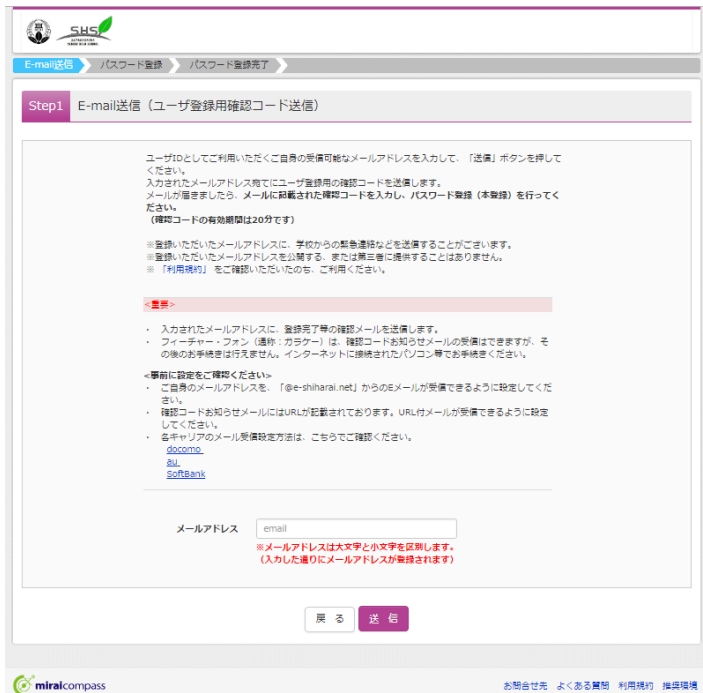 SHS
E-mail送信 パスワード登録 パスワード登録完了
Step1 E-mail送信（ユーザ登録用確認コード送信）
ユーザIDとしてご利用いただくご自身の受信可能なメールアドレスを入力して、「送信」ボタンを押して
ください。
入力されたメールアドレス宛てにユーザ登録用の確認コードを送信します。
メールが届きましたら、メールに記載された確認コードを入力し、パスワード登録（本登録）を行ってく
ださい。
（確認コードの有効期間は20分です）
※登録いただいたメールアドレスに、学校からの緊急連絡などを送信することがございます。
※登録いただいたメールアドレスを公開する、または第三者に提供することはありません。
※ 「利用規約」 をご確認いただいたのち、ご利用ください。
<重要>
・ 入力されたメールアドレスに、登録完了等の確認メールを送信します。
・ フィーチャー・フォン（通称：ガラケー）は、確認コードお知らせメールの受信はできますが、そ
の後のお手続きは行えません。インターネットに接続されたパソコン等でお手続きください。
<事前に設定をご確認ください>
・ ご自身のメールアドレスを、「@e-shiharai.net」からのEメールが受信できるように設定してくだ
さい。
・ 確認コードお知らせメールにはURLが記載されております。URL付メールが受信できるように設定
してください。
・ 各キャリアのメール受信設定方法は、こちらでご確認ください。
docomo
au
SoftBank
メールアドレス email
※メールアドレスは大文字と小文字を区別します。
（入力した通りにメールアドレスが登録されます）
戻 る 送 信
miraicompass お問合せ先 よくある質問 利用規約 推奨環境